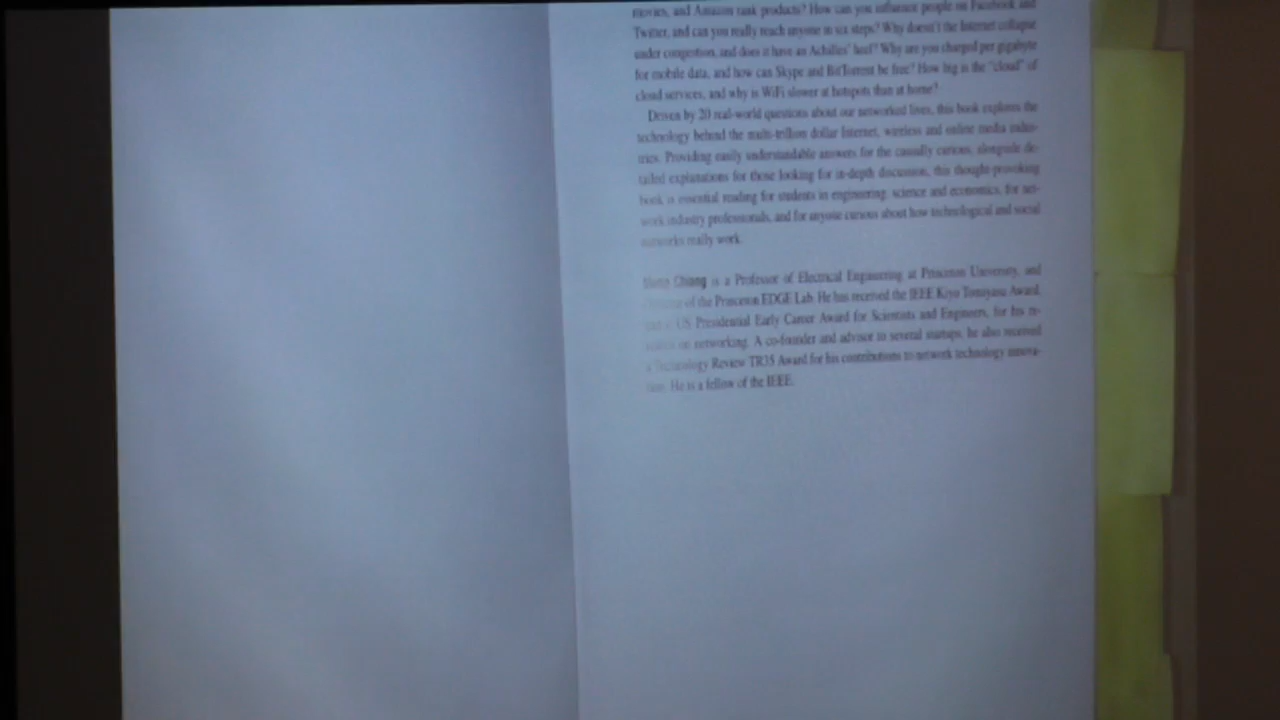 movies, and Amazon rank products? How can you influence people on Facebook and
Twitter, and can you really reach anyone in six steps? Why doesn't the Internet collapse
under congestion, and does it have an Achilles' heel? Why are you charged per gigabyte
for mobile data, and how can Skype and BitTorrent be free? How big is the "cloud" of
cloud services, and why is WiFi slower at hotspots than at home?
Driven by 20 real-world questions about our networked lives, this book explores the
technology behind the multi-trillion dollar Internet, wireless and online media indus-
tries. Providing easily understandable answers for the casually curious, alongside de-
tailed explanations for those looking for in-depth discussion, this thought-provoking
book is essential reading for students in engineering, science and economics, for net-
work industry professionals, and for anyone curious about how technological and social
networks really work.
Mung Chiang is a Professor of Electrical Engineering at Princeton University, and
of the Princeton EDGE Lab. He has received the IEEE Kiyo Tomiyasu Award,
US Presidential Early Career Award for Scientists and Engineers, for his re-
search on networking. A co-founder and advisor to several startups, he also received
a Technology Review TR35 Award for his contributions to network technology innova-
tion. He is a fellow of the IEEE.